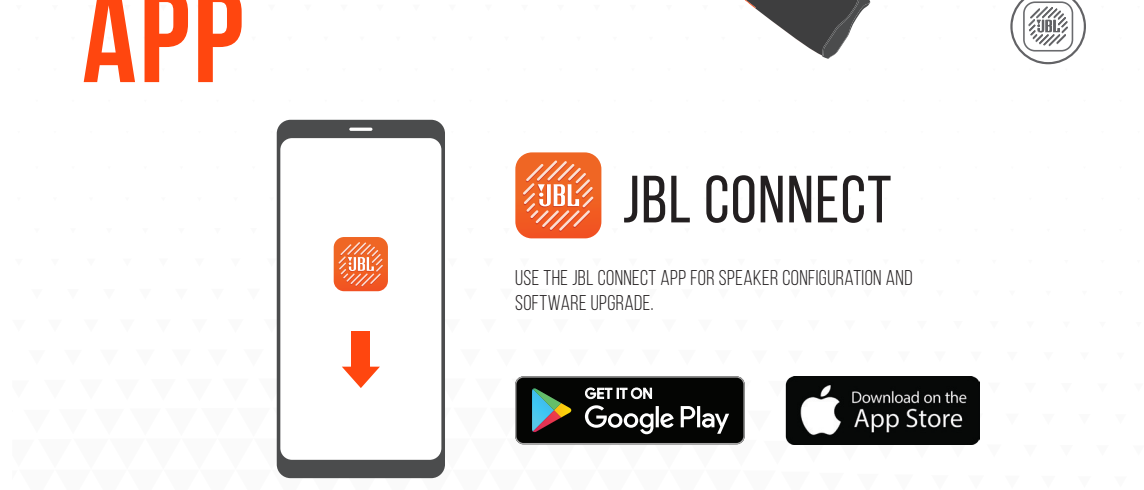 APP
JBL
JBL
JBL CONNECT
JBL
USE THE JBL CONNECT APP FOR SPEAKER CONFIGURATION AND
SOFTWARE UPGRADE.
GET IT ON
Google Play
Download on the
App Store